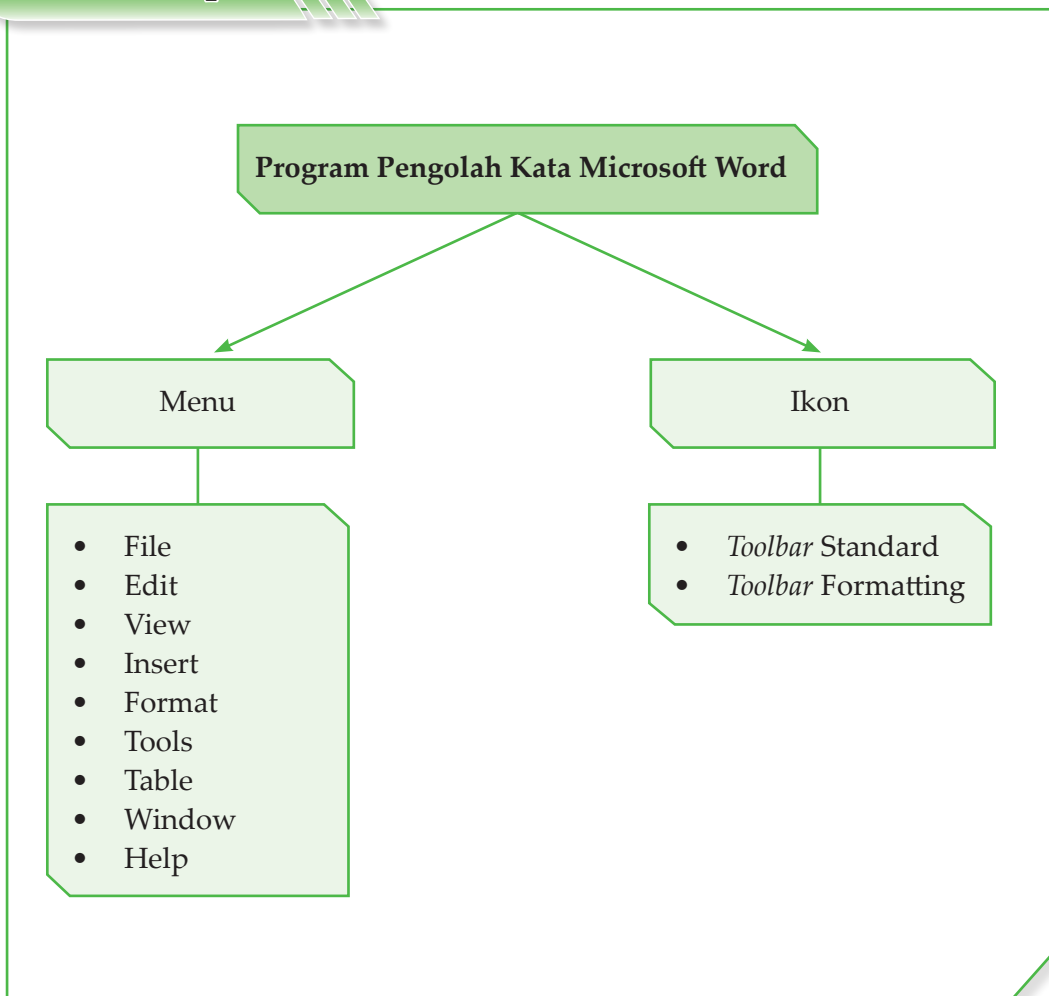 Program Pengolah Kata Microsoft Word
Menu
Ikon
• File
• Edit
• View
• Insert
• Format
• Tools
• Table
• Window
• Help
• Toolbar Standard
• Toolbar Formatting